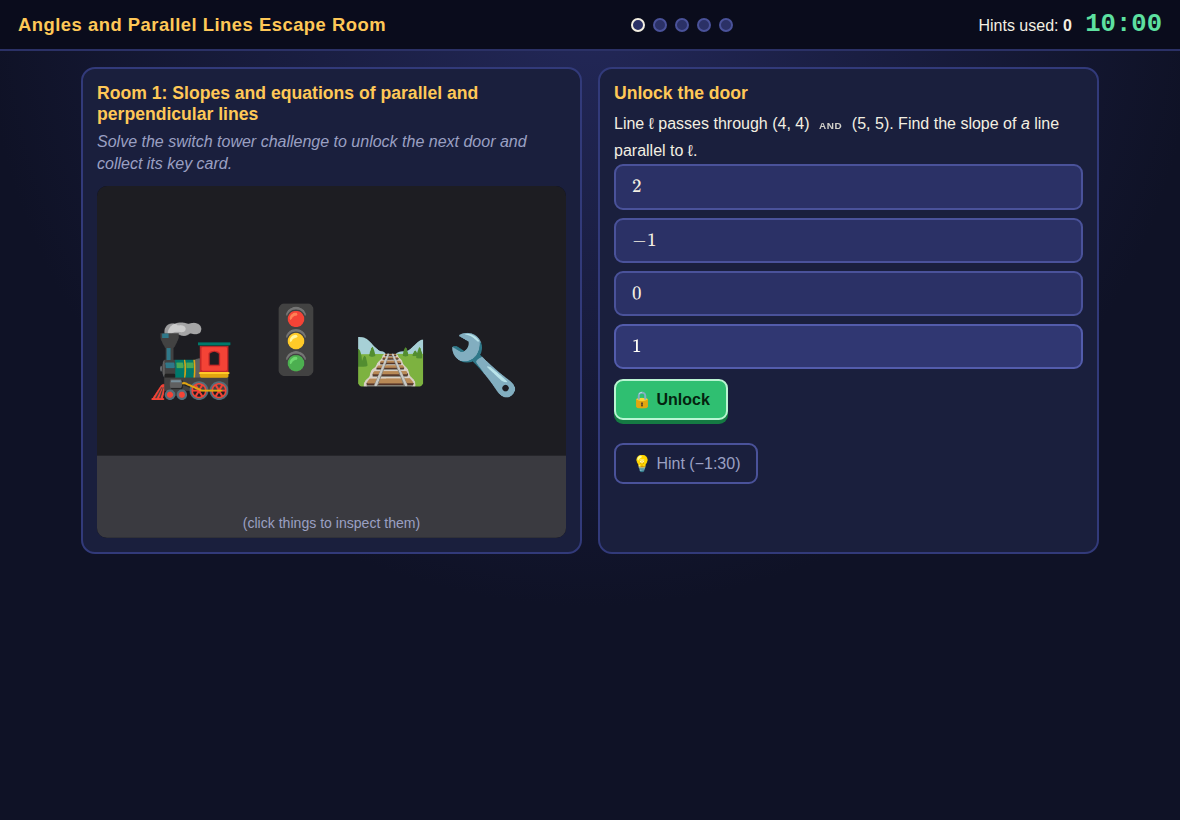 Angles and Parallel Lines Escape Room
Hints used: 0 10:00
Room 1: Slopes and equations of parallel and
perpendicular lines
Solve the switch tower challenge to unlock the next door and
collect its key card.
(click things to inspect them)
Unlock the door
Line ℓ passes through (4, 4) AND (5, 5). Find the slope of a line
parallel to ℓ.
2
−1
0
1
🔒 Unlock
💡 Hint (−1:30)